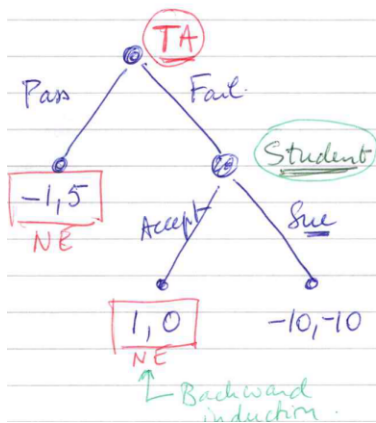 TA
Pass
Fail.
Student
-1,5
NE
Accept
Sue
1,0
NE
-10,-10
Backward
induction.